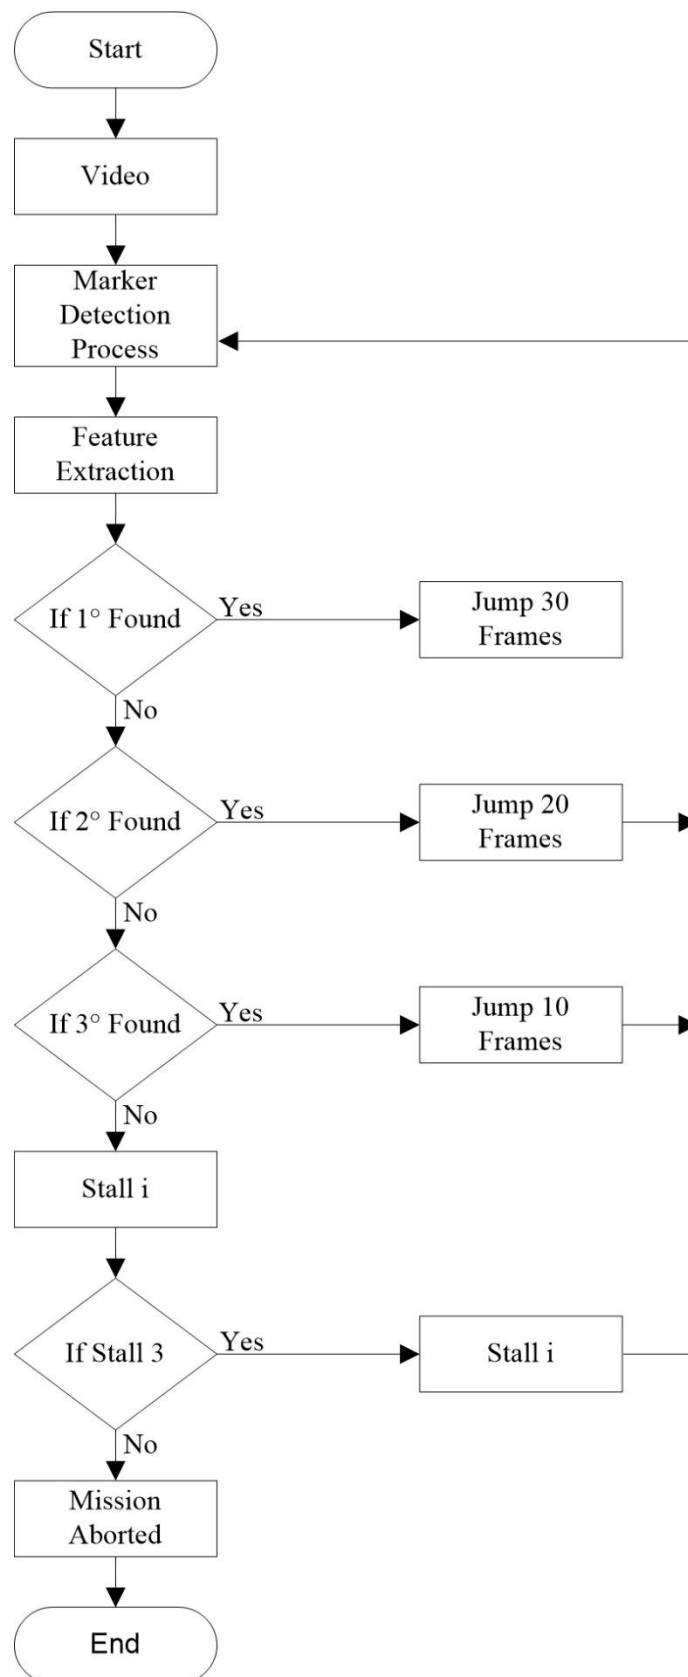 Start
Video
Marker
Detection
Process
Feature
Extraction
If 1° Found
Yes
Jump 30
Frames
No
If 2° Found
Yes
Jump 20
Frames
No
If 3° Found
Yes
Jump 10
Frames
No
Stall i
If Stall 3
Yes
Stall i
No
Mission
Aborted
End